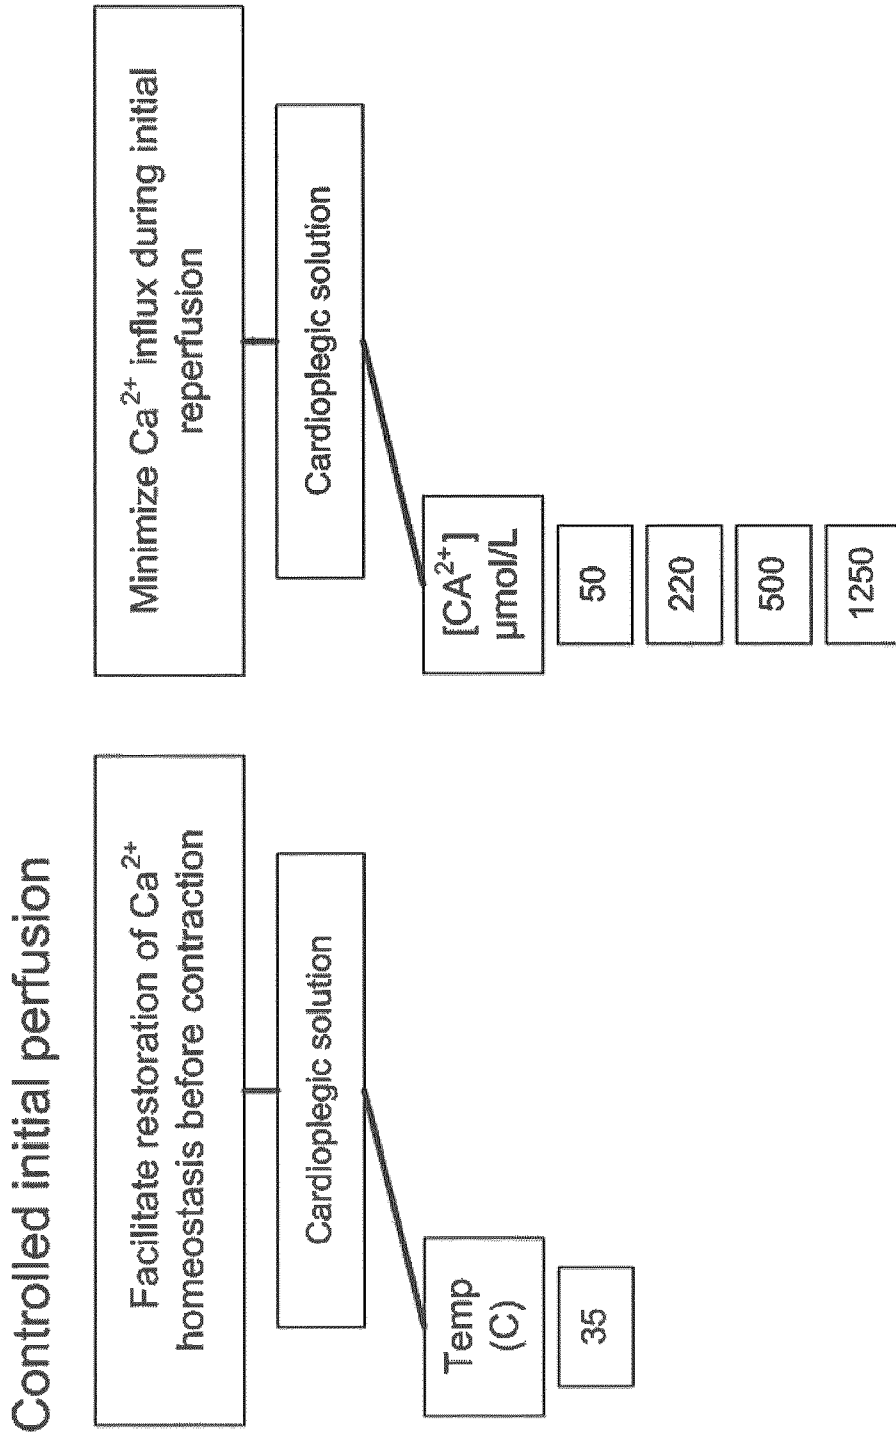 Controlled initial perfusion
Facilitate restoration of Ca²⁺
homeostasis before contraction
Cardioplegic solution
Temp
(C)
35
Minimize Ca²⁺ influx during initial
reperfusion
Cardioplegic solution
[CA²⁺]
µmol/L
50
220
500
1250